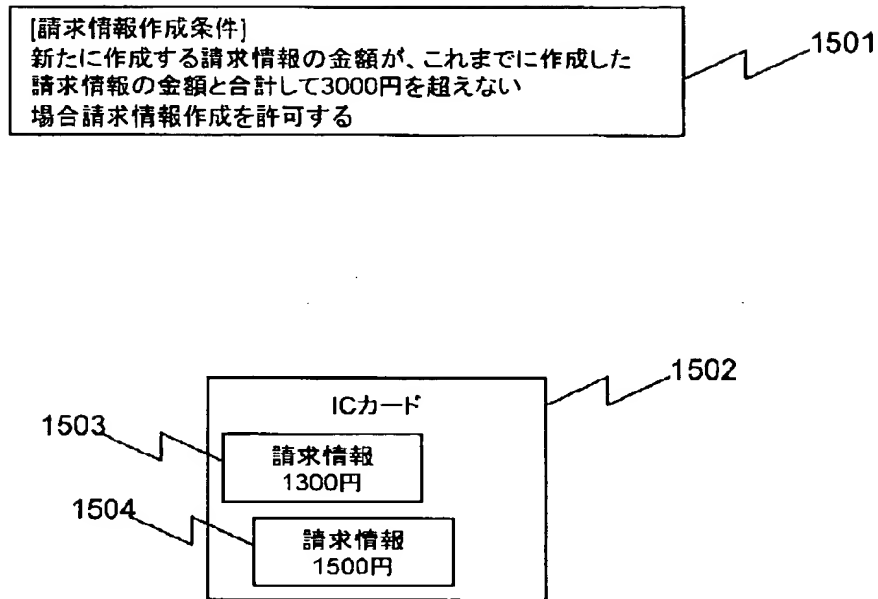 [請求情報作成条件]
新たに作成する請求情報の金額が、これまでに作成した
請求情報の金額と合計して3000円を超えない
場合請求情報作成を許可する
1501
1502
ICカード
1503
請求情報
1300円
1504
請求情報
1500円